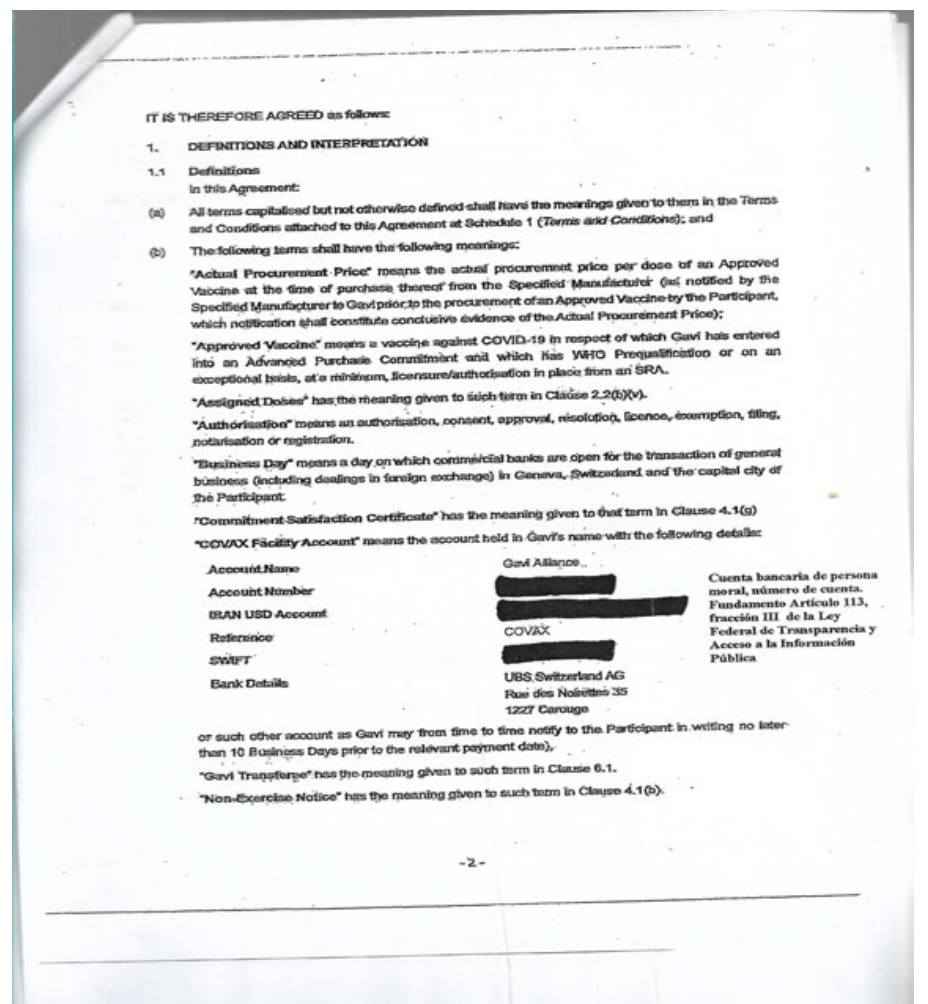 IT IS THEREFORE AGREED as follows:
1. DEFINITIONS AND INTERPRETATION
1.1 Definitions
In this Agreement:
(a) All terms capitalised but not otherwise defined shall have the meanings given to them in the Terms
and Conditions attached to this Agreement at Schedule 1 (Terms and Conditions); and
(b) The following terms shall have the following meanings:
"Actual Procurement Price" means the actual procurement price per dose of an Approved
Vaccine at the time of purchase thereof from the Specified Manufacturer (as notified by the
Specified Manufacturer to Gavi prior to the procurement of an Approved Vaccine by the Participant,
which notification shall constitute conclusive evidence of the Actual Procurement Price);
"Approved Vaccine" means a vaccine against COVID-19 in respect of which Gavi has entered
into an Advanced Purchase Commitment and which has WHO Prequalification or on an
exceptional basis, at a minimum, licensure/authorisation in place from an SRA.
"Assigned Doses" has the meaning given to such term in Clause 2.2(b)(v).
"Authorisation" means an authorisation, consent, approval, resolution, licence, exemption, filing,
notarisation or registration.
"Business Day" means a day on which commercial banks are open for the transaction of general
business (including dealings in foreign exchange) in Geneva, Switzerland and the capital city of
the Participant.
"Commitment Satisfaction Certificate" has the meaning given to that term in Clause 4.1(g)
"COVAX Facility Account" means the account held in Gavi's name with the following details:
Account Name Gavi Alliance
Account Number
IBAN USD Account
Reference COVAX
SWIFT
Bank Details UBS Switzerland AG
Rue des Noirettes 35
1227 Carouge
Cuenta bancaria de persona
moral, número de cuenta.
Fundamento Artículo 113,
fracción III de la Ley
Federal de Transparencia y
Acceso a la Información
Pública
or such other account as Gavi may from time to time notify to the Participant in writing no later
than 10 Business Days prior to the relevant payment date).
"Gavi Transferee" has the meaning given to such term in Clause 6.1.
"Non-Exercise Notice" has the meaning given to such term in Clause 4.1(b).
-2-